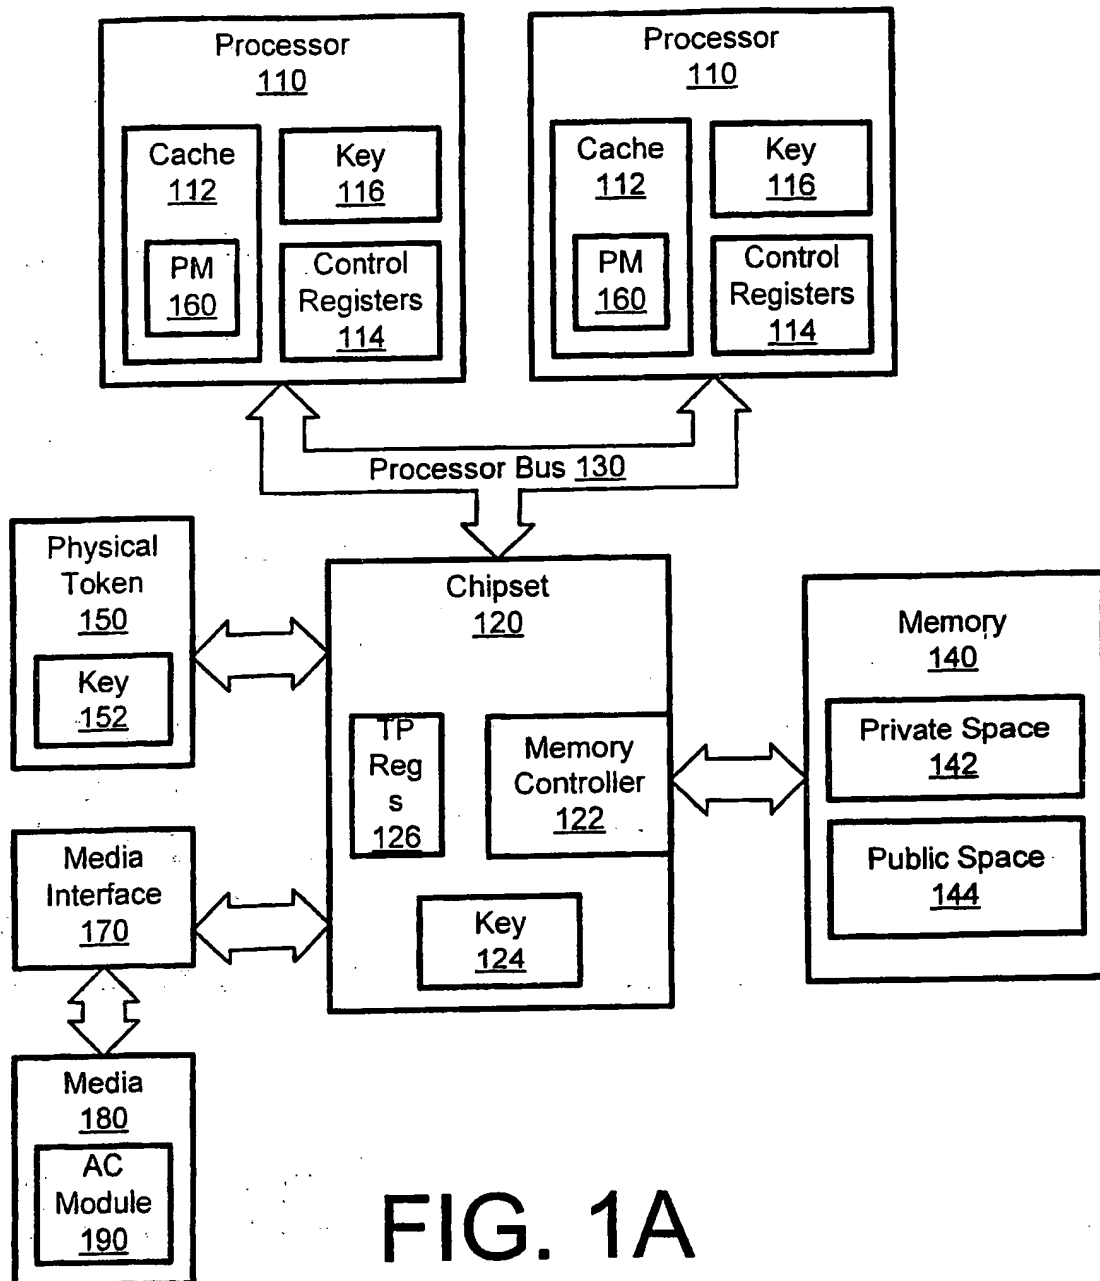 Processor
110
Cache
112
PM
160
Key
116
Control
Registers
114
Processor
110
Cache
112
PM
160
Key
116
Control
Registers
114
Processor Bus 130
Physical
Token
150
Key
152
Chipset
120
TP
Reg
s
126
Memory
Controller
122
Key
124
Memory
140
Private Space
142
Public Space
144
Media
Interface
170
Media
180
AC
Module
190
FIG. 1A